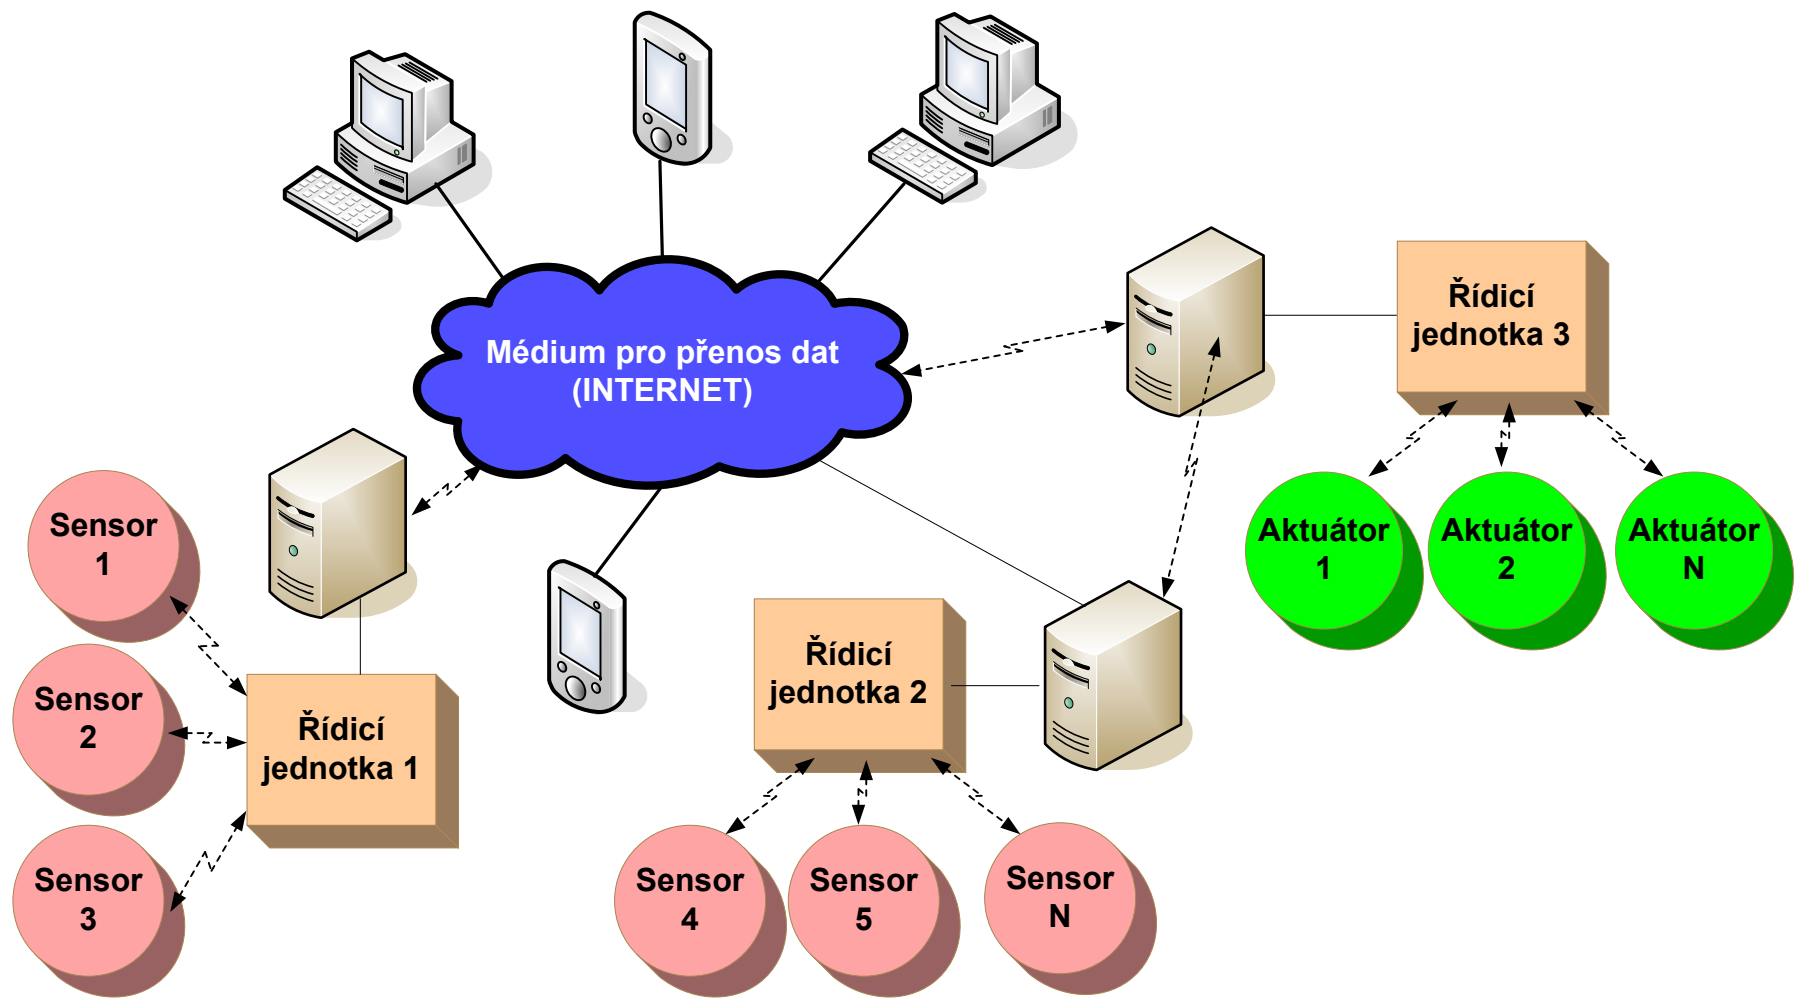 Médium pro přenos dat
(INTERNET)
Řídicí
jednotka 3
Aktuátor
1
Aktuátor
2
Aktuátor
N
Sensor
1
Sensor
2
Sensor
3
Řídicí
jednotka 1
Řídicí
jednotka 2
Sensor
4
Sensor
5
Sensor
N